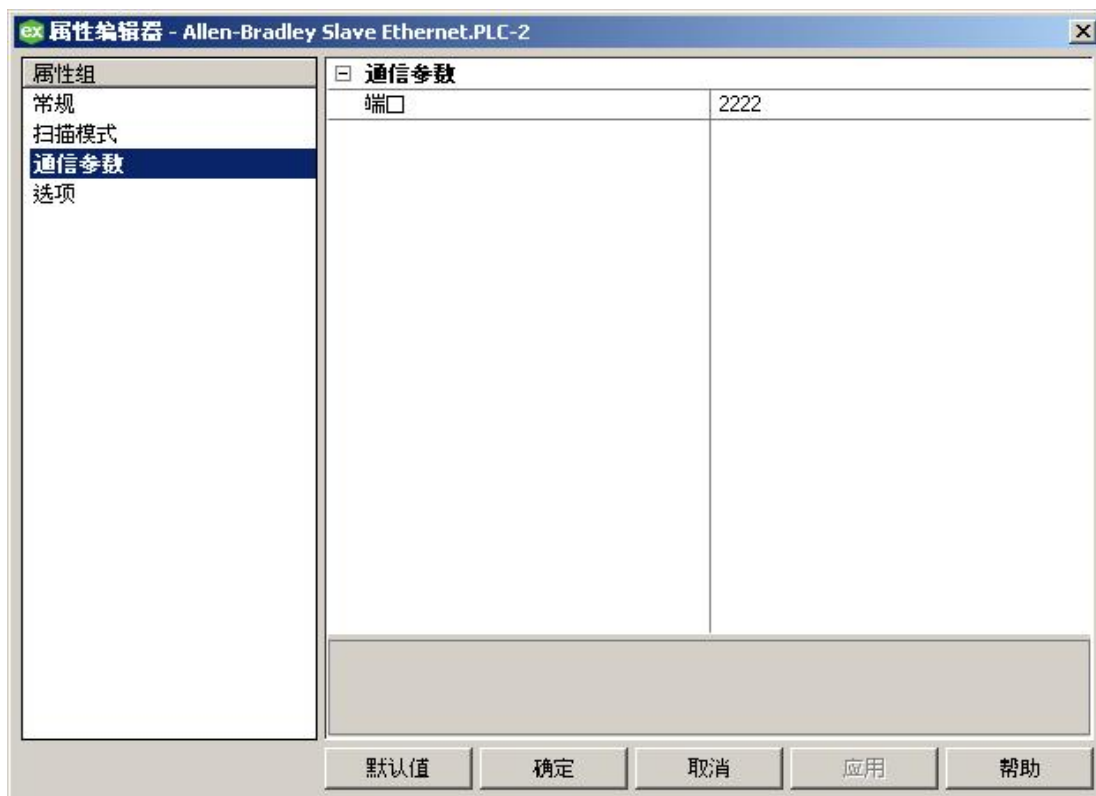 ex 属性编辑器 - Allen-Bradley Slave Ethernet.PLC-2
属性组
常规
扫描模式
通信参数
选项
通信参数
端口 2222
默认值 确定 取消 应用 帮助